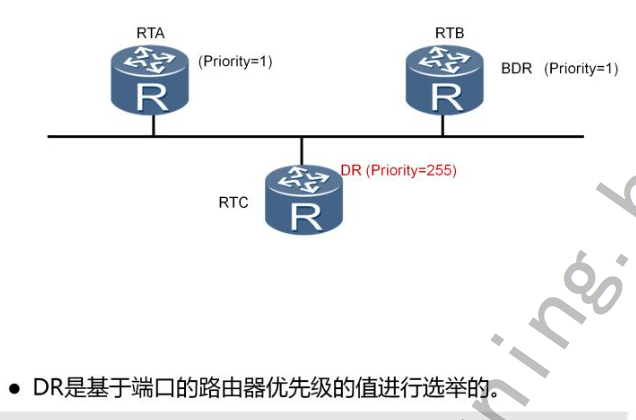 RTA
(Priority=1)
RTB
BDR (Priority=1)
DR (Priority=255)
RTC
R
R
R
● DR是基于端口的路由器优先级的值进行选举的。
ning.